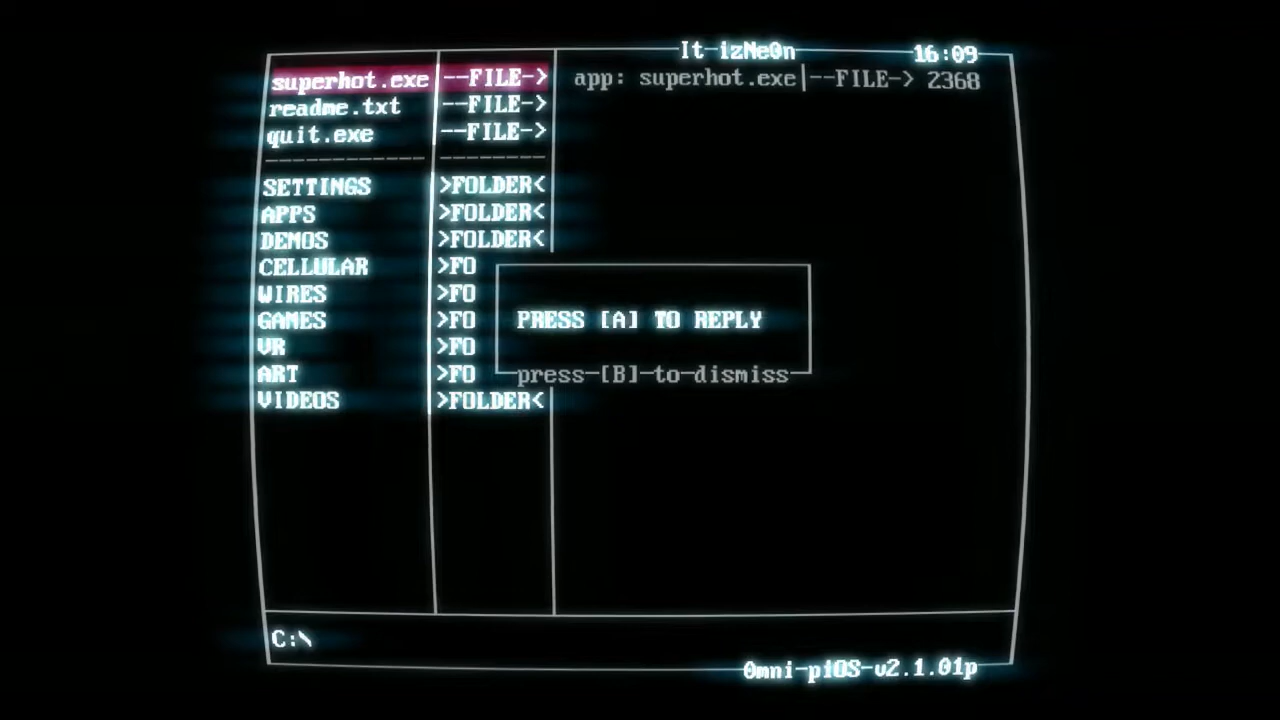 It izNe0n 16:09
superhot.exe --FILE-> app: superhot.exe|--FILE-> 2368
readme.txt --FILE->
quit.exe --FILE->
------------ --------
SETTINGS >FOLDER<
APPS >FOLDER<
DEMOS >FOLDER<
CELLULAR >FO
WIRES >FO
GAMES >FO
PRESS [A] TO REPLY
VR >FO
ART >FO
press-[B]-to-dismiss
VIDEOS >FOLDER<
C:\
0mni-piOS-v2.1.01p